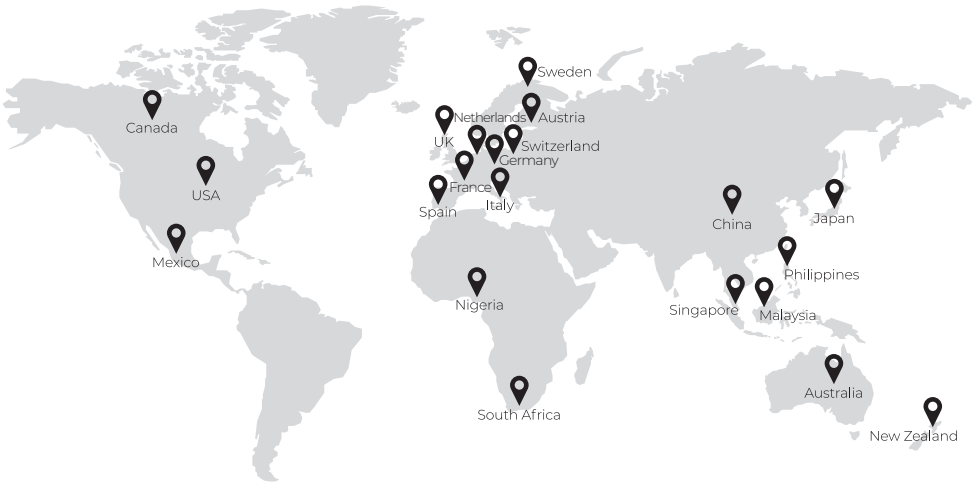 Sweden
Canada
Netherlands
Austria
UK
Switzerland
Germany
France
USA
Italy
Spain
China
Japan
Mexico
Philippines
Nigeria
Singapore
Malaysia
Australia
South Africa
New Zealand